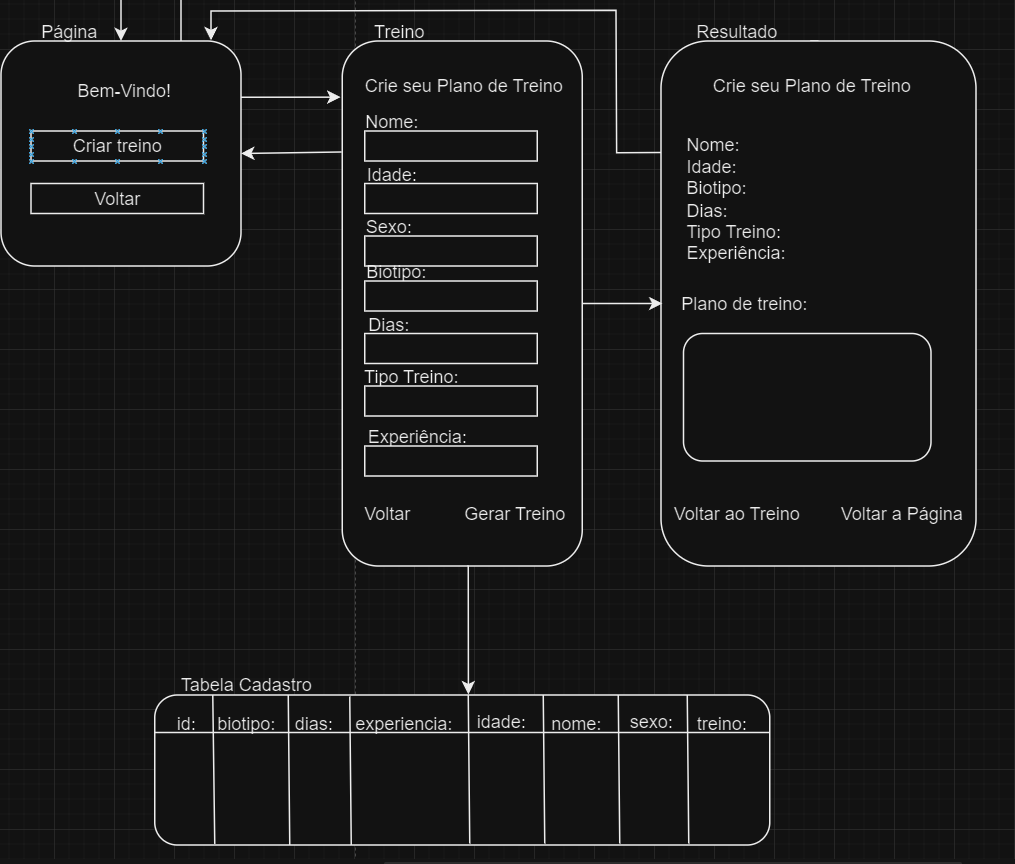 Página
Bem-Vindo!
Criar treino
Voltar
Treino
Crie seu Plano de Treino
Nome:
Idade:
Sexo:
Biotipo:
Dias:
Tipo Treino:
Experiência:
Voltar
Gerar Treino
Resultado
Crie seu Plano de Treino
Nome:
Idade:
Biotipo:
Dias:
Tipo Treino:
Experiência:
Plano de treino:
Voltar ao Treino
Voltar a Página
Tabela Cadastro
id: biotipo: dias: experiencia: idade: nome: sexo: treino: